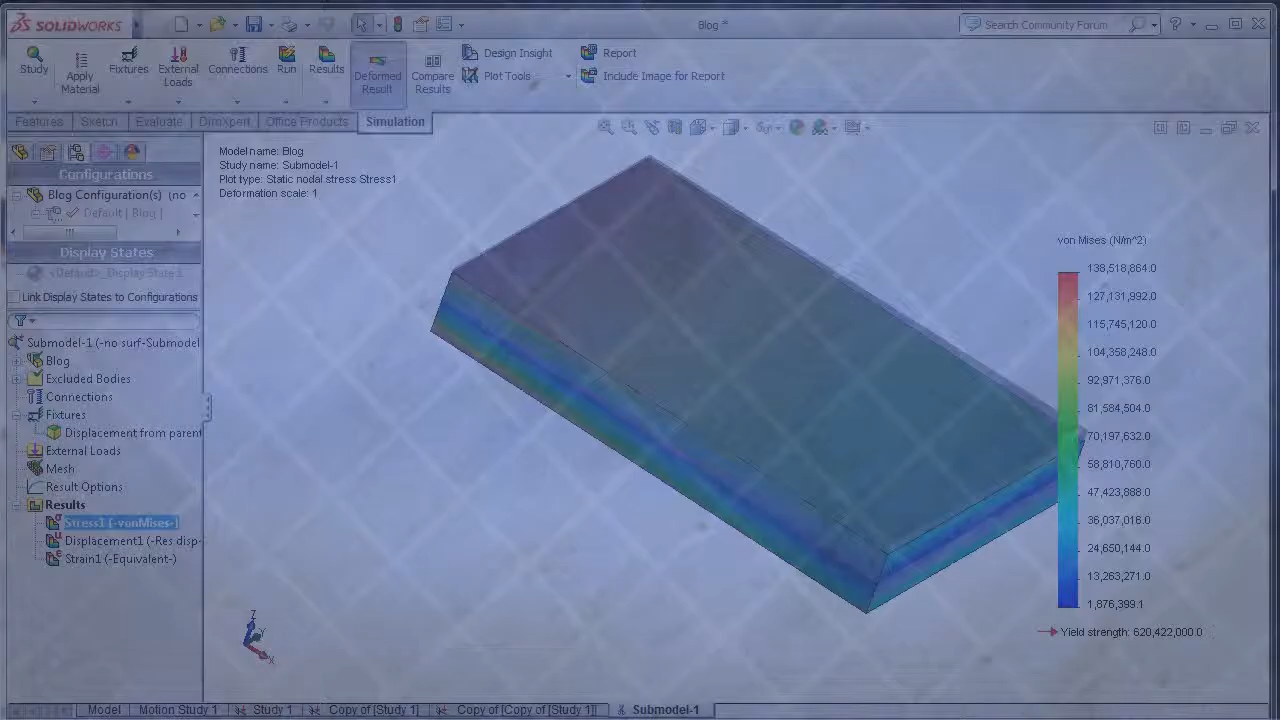 SOLIDWORKS
Blog *
Search Community Forum
Study
Apply Material
Fixtures
External Loads
Connections
Run
Results
Deformed Result
Compare Results
Design Insight
Plot Tools
Report
Include Image for Report
Features
Sketch
Evaluate
DimXpert
Office Products
Simulation
Configurations
Blog Configuration(s) (no
Default [ Blog ]
Display States
<Default>_Display State 1
Link Display States to Configurations
Submodel-1 (-no surf-Submodel
Blog
Excluded Bodies
Connections
Fixtures
Displacement from parent
External Loads
Mesh
Result Options
Results
Stress1 (-vonMises-)
Displacement1 (-Res disp-
Strain1 (-Equivalent-)
Model name: Blog
Study name: Submodel-1
Plot type: Static nodal stress Stress1
Deformation scale: 1
von Mises (N/m^2)
138,518,864.0
127,131,992.0
115,745,120.0
104,358,248.0
92,971,376.0
81,584,504.0
70,197,632.0
58,810,760.0
47,423,888.0
36,037,016.0
24,650,144.0
13,263,271.0
1,876,399.1
Yield strength: 620,422,000.0
Z
Y
X
Model
Motion Study 1
Study 1
Copy of [Study 1]
Copy of [Copy of [Study 1]]
Submodel-1